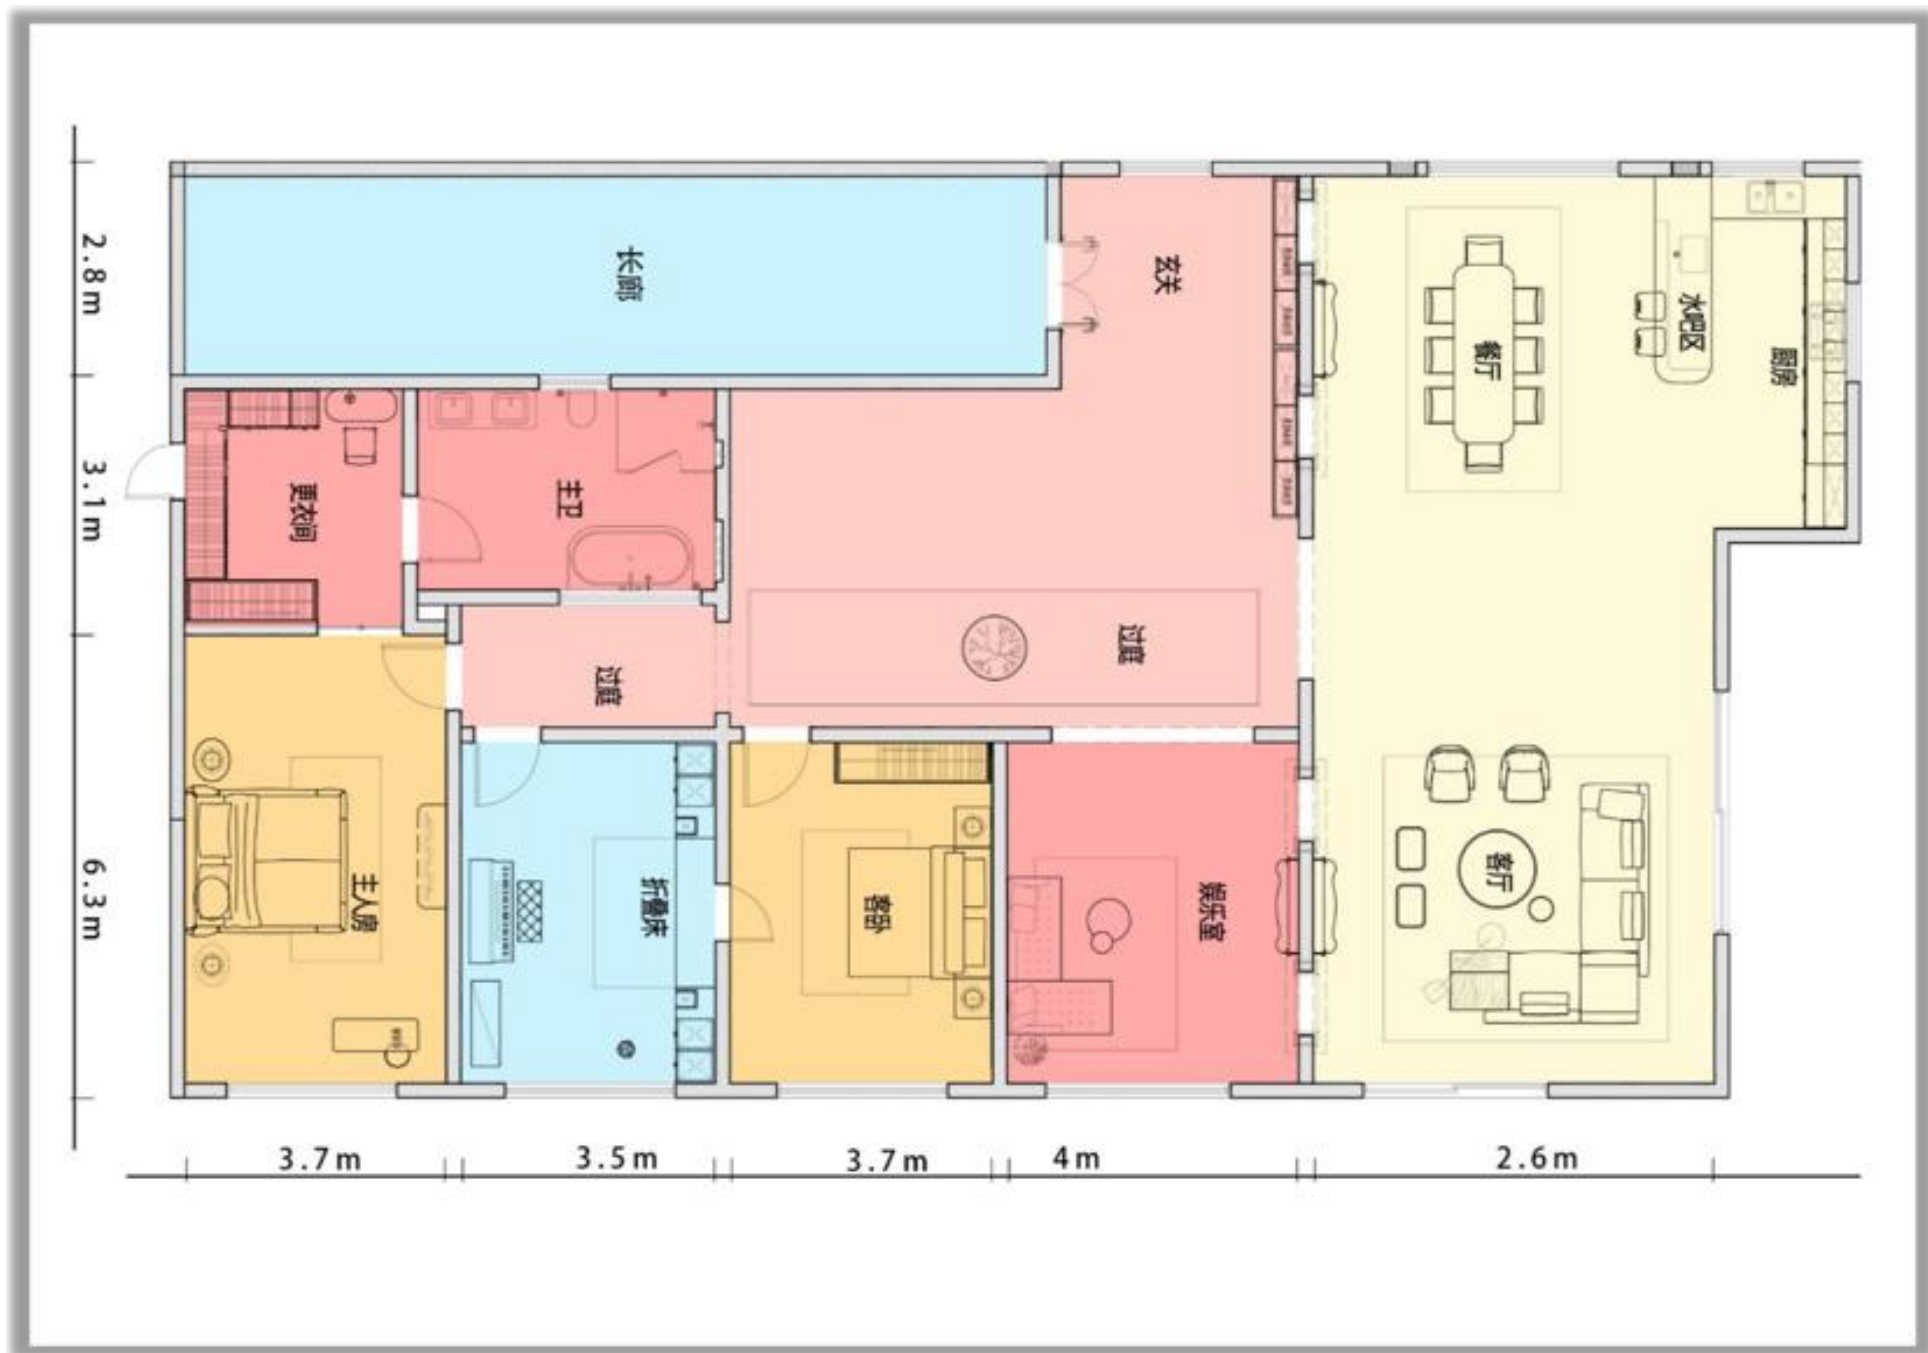 长廊
玄关
餐厅
水吧区
厨房
更衣间
主卫
过庭
过庭
主人房
折叠床
客卧
娱乐室
客厅
2.8m
3.1m
6.3m
3.7m
3.5m
3.7m
4m
2.6m